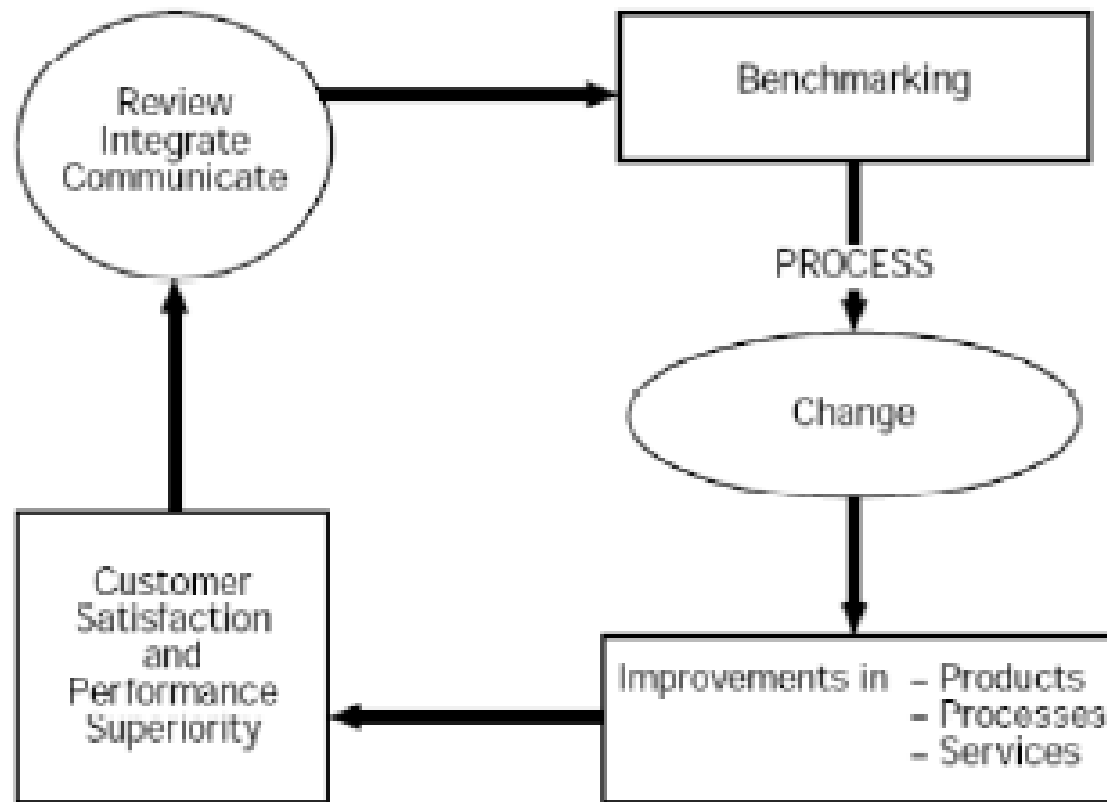 Review
Integrate
Communicate
Benchmarking
PROCESS
Change
Improvements in – Products
– Processes
– Services
Customer
Satisfaction
and
Performance
Superiority